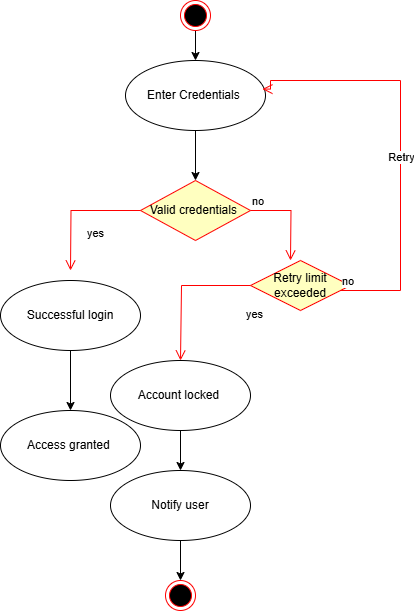 Enter Credentials
Retry
Valid credentials
no
yes
Retry limit
exceeded
no
Successful login
yes
Account locked
Access granted
Notify user